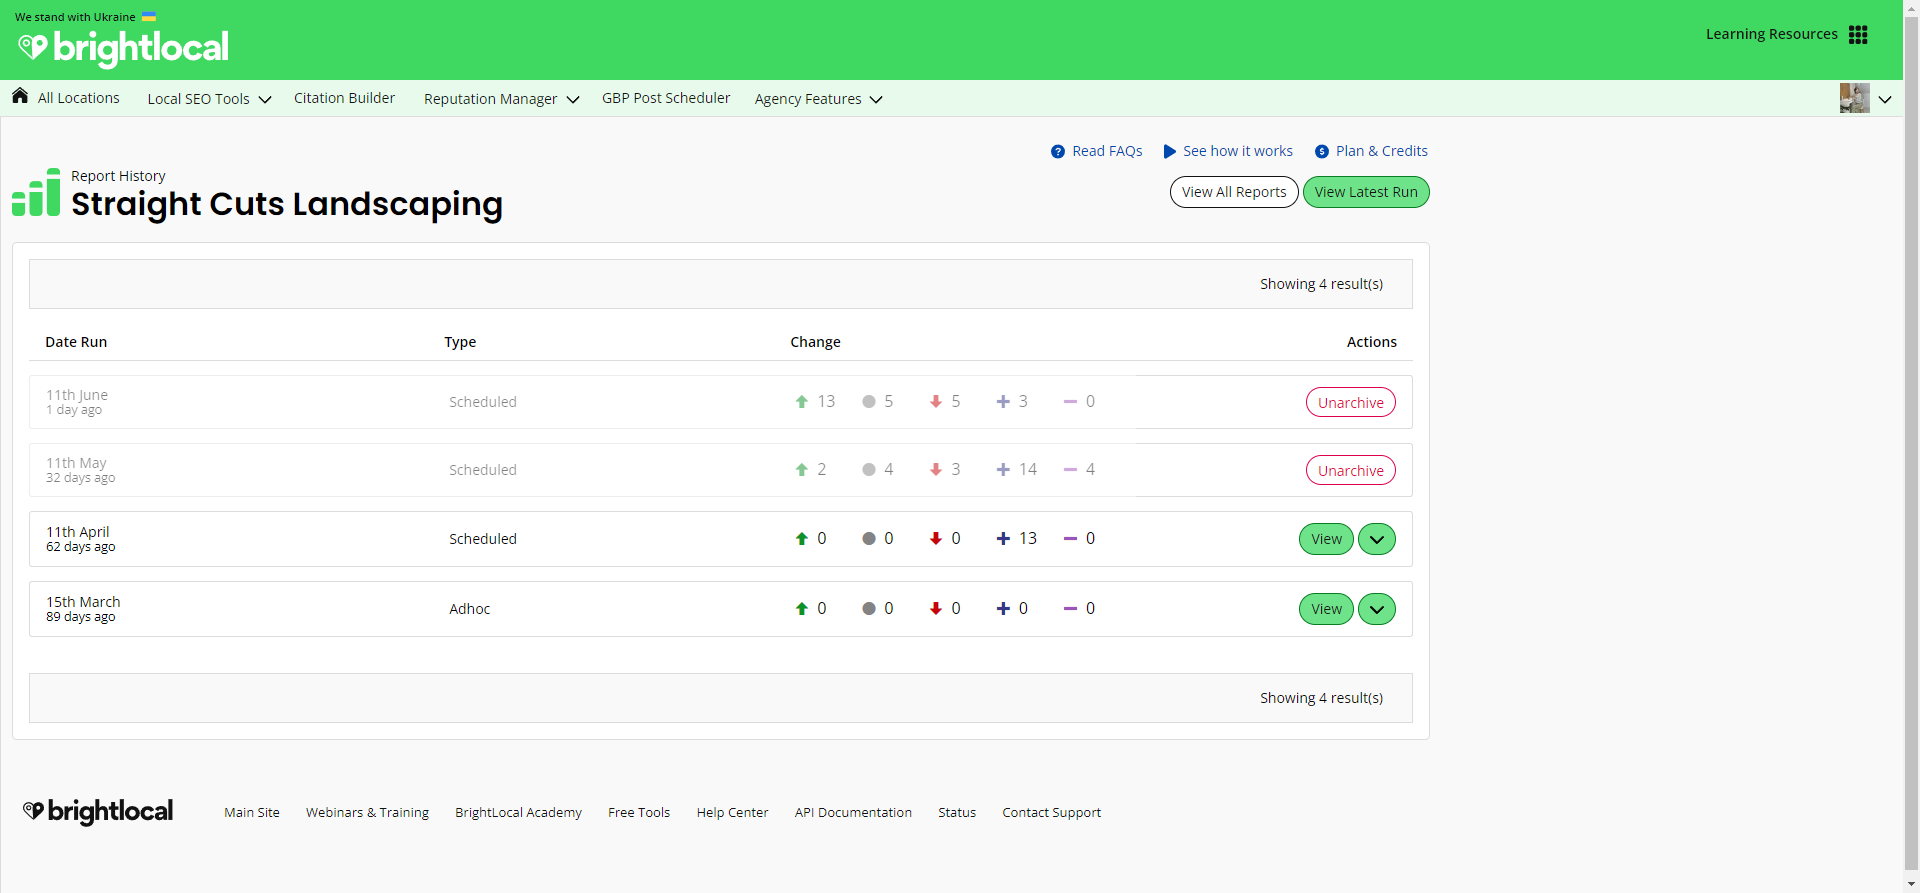 We stand with Ukraine
brightlocal
Learning Resources
All Locations Local SEO Tools Citation Builder Reputation Manager GBP Post Scheduler Agency Features
Read FAQs See how it works Plan & Credits
Report History
Straight Cuts Landscaping
View All Reports View Latest Run
Showing 4 result(s)
Date Run Type Change Actions
11th June
1 day ago
Scheduled 13 5 5 3 0 Unarchive
11th May
32 days ago
Scheduled 2 4 3 14 4 Unarchive
11th April
62 days ago
Scheduled 0 0 0 13 0 View
15th March
89 days ago
Adhoc 0 0 0 0 0 View
Showing 4 result(s)
brightlocal Main Site Webinars & Training BrightLocal Academy Free Tools Help Center API Documentation Status Contact Support